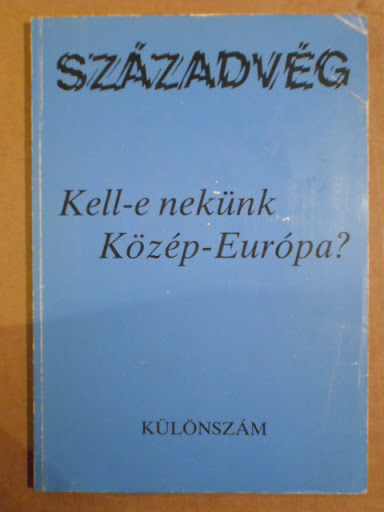 SZÁZADVÉG
Kell-e nekünk
Közép-Európa?
KÜLÖNSZÁM